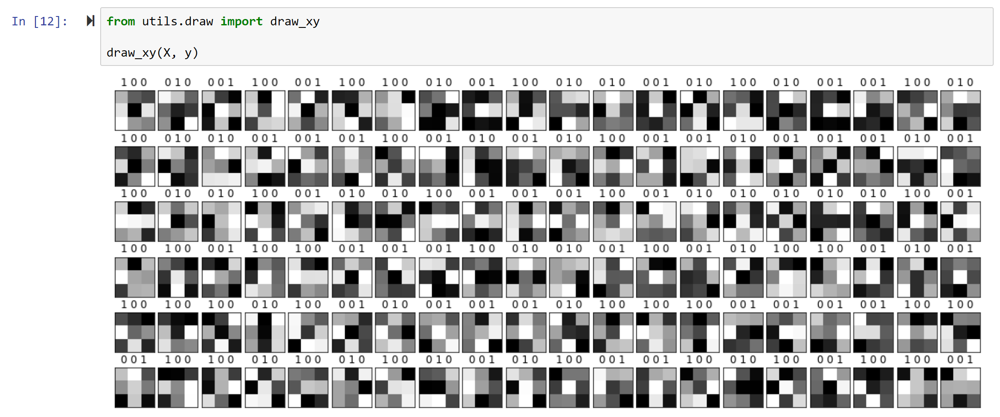 In [12]:
from utils.draw import draw_xy
draw_xy(X, y)
1 0 0 0 1 0 0 0 1 1 0 0 0 0 1 1 0 0 1 0 0 0 1 0 0 0 1 1 0 0 0 1 0 0 1 0 0 0 1 0 1 0 1 0 0 0 1 0 0 0 1 0 0 1 1 0 0 0 1 0
1 0 0 0 1 0 0 1 0 0 0 1 0 0 1 0 0 1 1 0 0 0 0 1 0 1 0 0 0 1 0 1 0 1 0 0 0 0 1 0 0 1 0 1 0 0 0 1 0 0 1 0 0 1 0 1 0 0 0 1
1 0 0 0 1 0 0 1 0 1 0 0 0 0 1 0 1 0 0 1 0 1 0 0 0 0 1 0 0 1 0 0 1 1 0 0 0 0 1 0 1 0 0 1 0 0 1 0 0 1 0 0 1 0 1 0 0 0 0 1
1 0 0 1 0 0 0 0 1 1 0 0 1 0 0 0 0 1 0 0 1 0 0 1 1 0 0 0 1 0 0 1 0 0 0 1 1 0 0 0 0 1 0 1 0 1 0 0 1 0 0 0 0 1 0 1 0 0 0 1
1 0 0 1 0 0 1 0 0 0 1 0 1 0 0 0 0 1 0 1 0 0 0 1 0 0 1 0 0 1 0 1 0 1 0 0 1 0 0 1 0 0 0 0 1 0 0 1 0 0 1 0 0 1 1 0 0 1 0 0
0 0 1 1 0 0 1 0 0 0 1 0 1 0 0 0 1 0 1 0 0 0 1 0 0 0 1 0 1 0 1 0 0 0 0 1 0 0 1 1 0 0 0 1 0 1 0 0 0 0 1 1 0 0 1 0 0 0 0 1